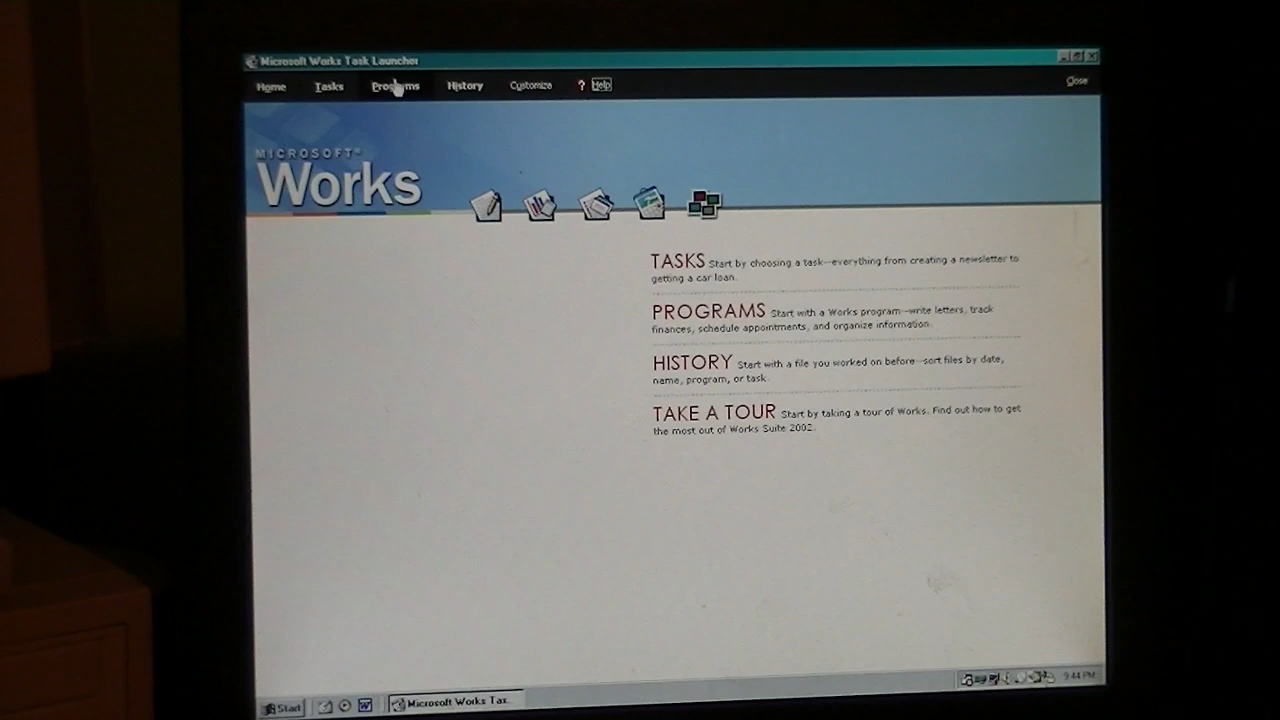 Microsoft Works Task Launcher
Home Tasks Programs History Customize ? Help Close
MICROSOFT®
Works
TASKS Start by choosing a task--everything from creating a newsletter to
getting a car loan.
PROGRAMS Start with a Works program--write letters, track
finances, schedule appointments, and organize information.
HISTORY Start with a file you worked on before--sort files by date,
name, program, or task.
TAKE A TOUR Start by taking a tour of Works. Find out how to get
the most out of Works Suite 2002.
Start Microsoft Works Tas... 9:44 PM